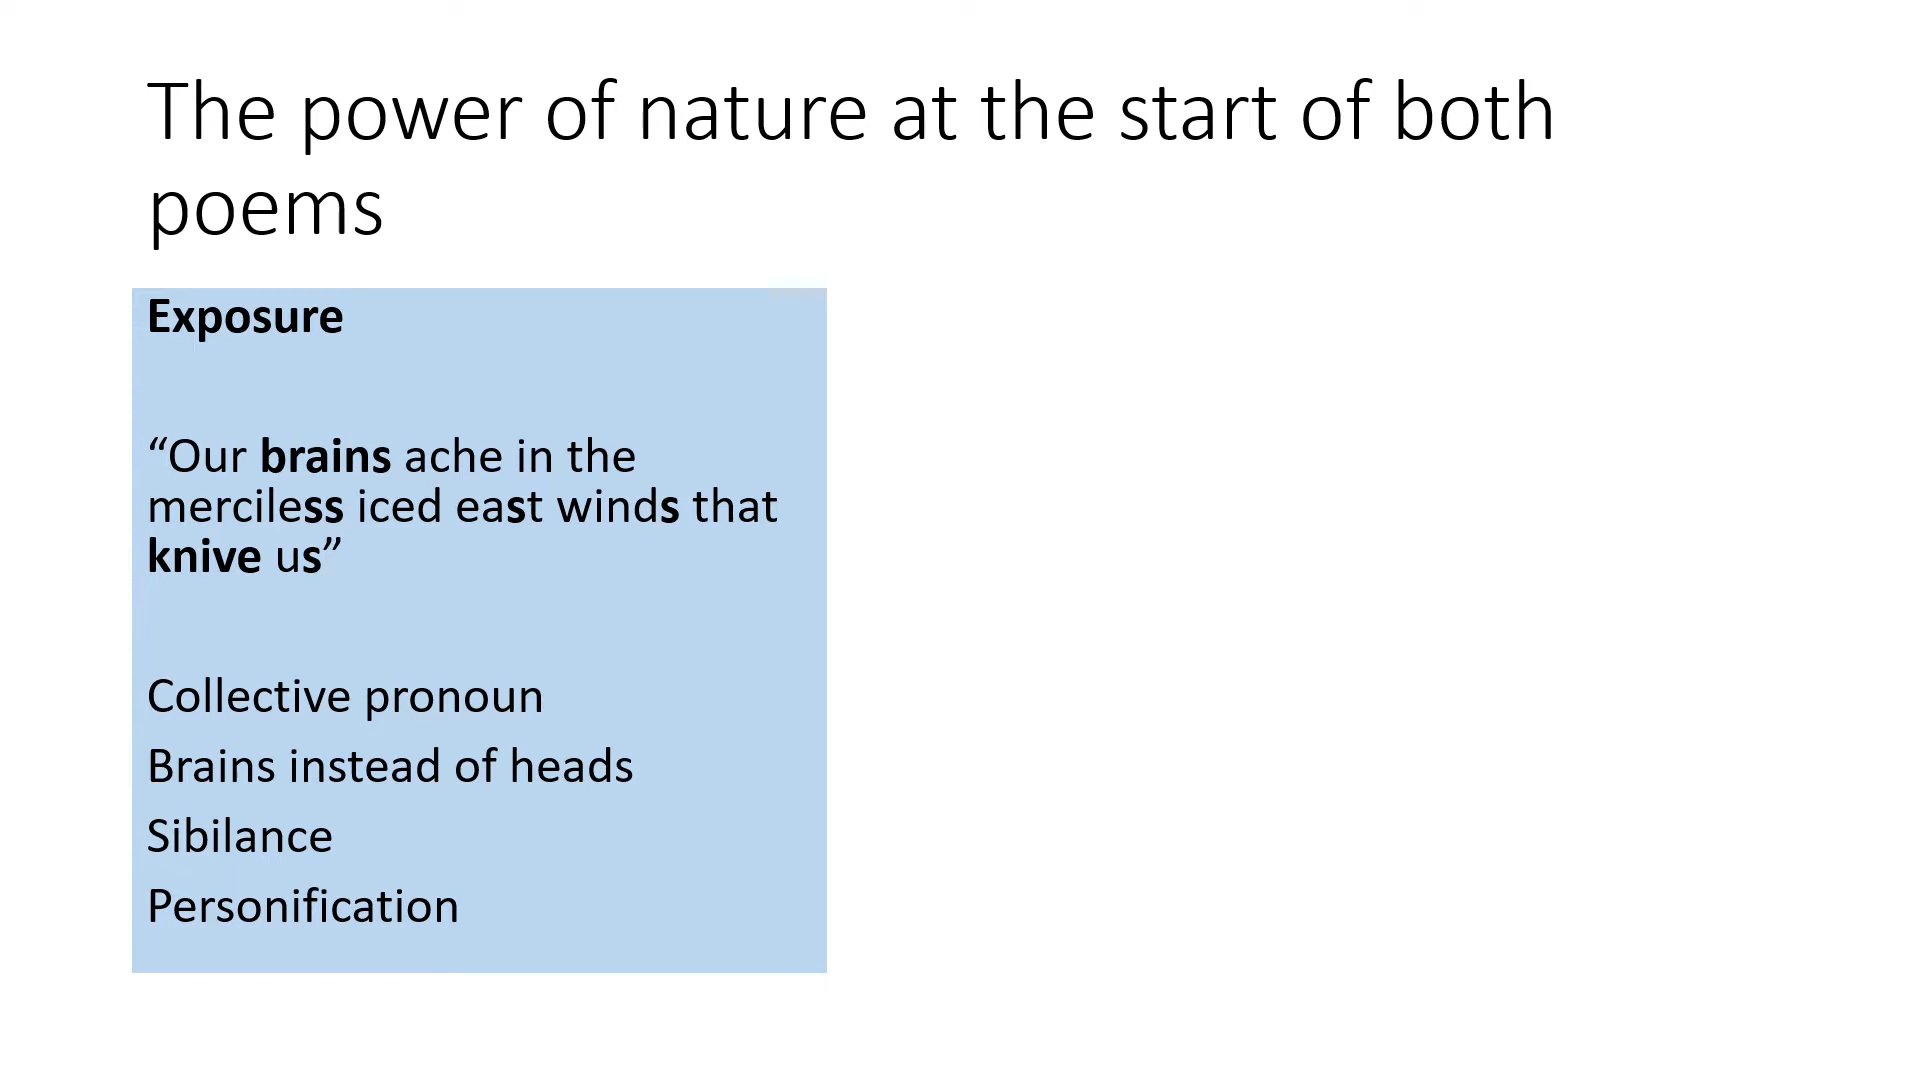 The power of nature at the start of both
poems
Exposure
“Our brains ache in the
merciless iced east winds that
knive us”
Collective pronoun
Brains instead of heads
Sibilance
Personification